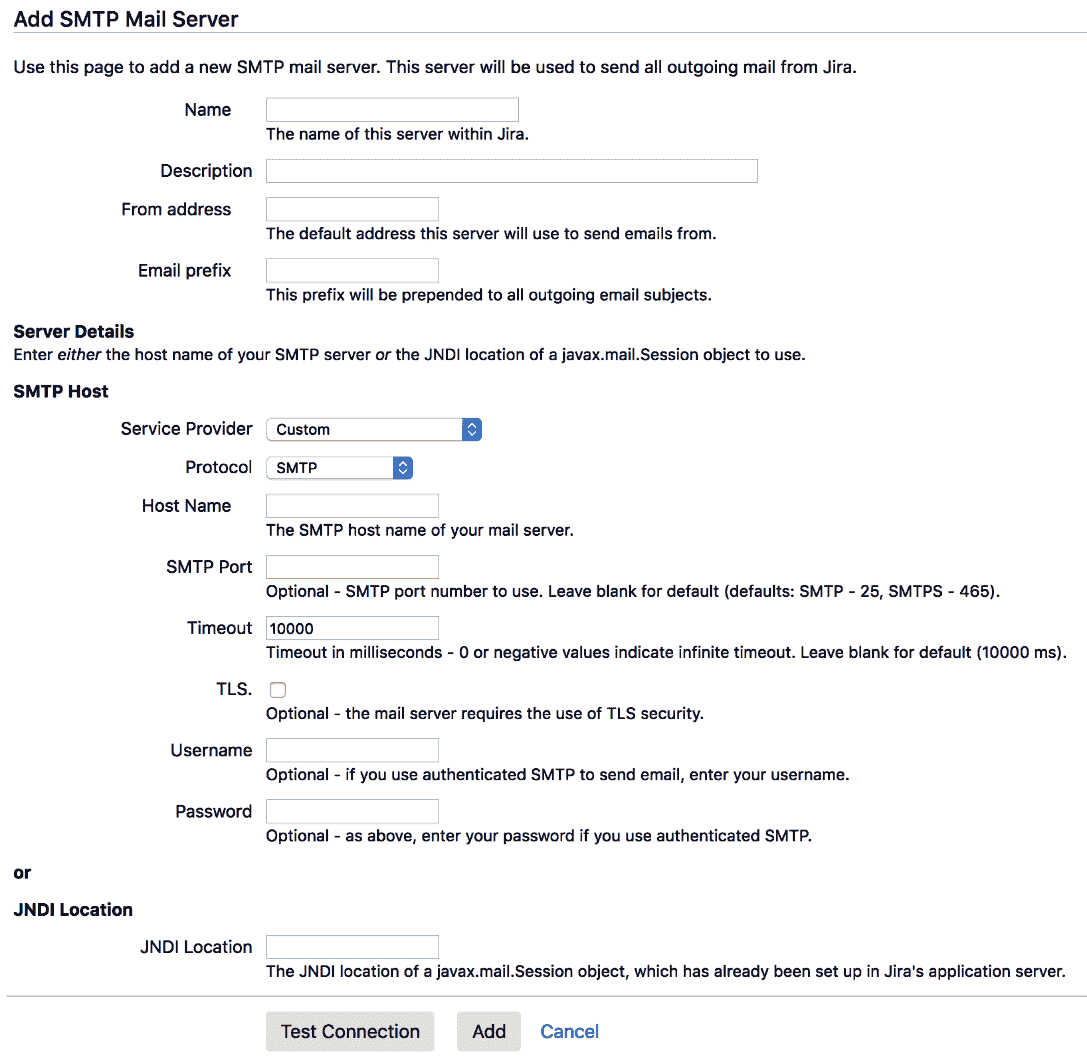 Add SMTP Mail Server
Use this page to add a new SMTP mail server. This server will be used to send all outgoing mail from Jira.
Name
The name of this server within Jira.
Description
From address
The default address this server will use to send emails from.
Email prefix
This prefix will be prepended to all outgoing email subjects.
Server Details
Enter either the host name of your SMTP server or the JNDI location of a javax.mail.Session object to use.
SMTP Host
Service Provider Custom
Protocol SMTP
Host Name
The SMTP host name of your mail server.
SMTP Port
Optional - SMTP port number to use. Leave blank for default (defaults: SMTP - 25, SMTPS - 465).
Timeout 10000
Timeout in milliseconds - 0 or negative values indicate infinite timeout. Leave blank for default (10000 ms).
TLS.
Optional - the mail server requires the use of TLS security.
Username
Optional - if you use authenticated SMTP to send email, enter your username.
Password
Optional - as above, enter your password if you use authenticated SMTP.
or
JNDI Location
JNDI Location
The JNDI location of a javax.mail.Session object, which has already been set up in Jira's application server.
Test Connection Add Cancel